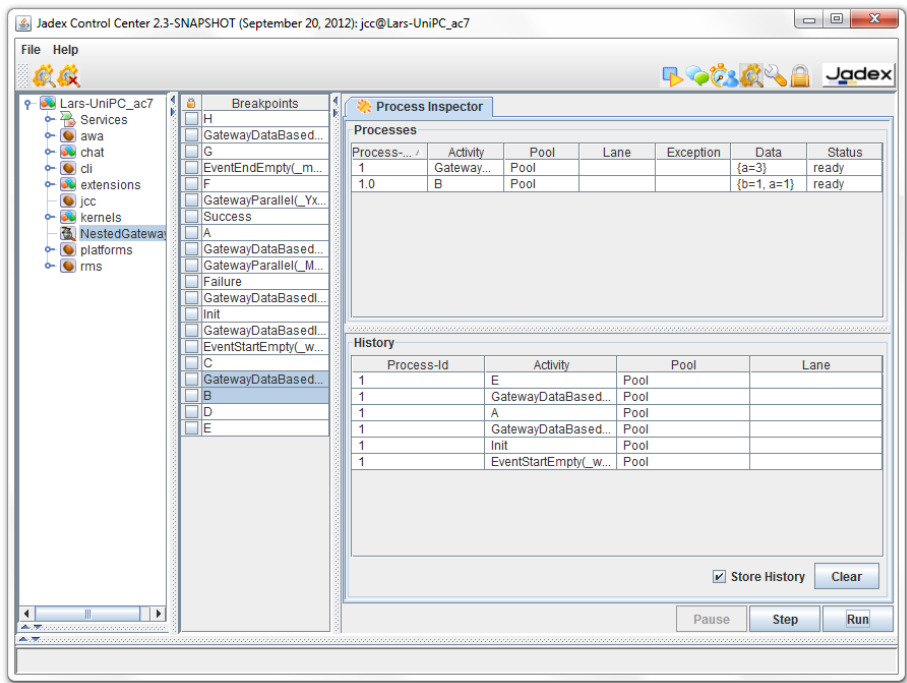 Jadex Control Center 2.3-SNAPSHOT (September 20, 2012): jcc@Lars-UniPC_ac7
File Help
Jadex
Lars-UniPC_ac7
Services
awa
chat
cli
extensions
jcc
kernels
NestedGateway
platforms
rms
Breakpoints
H
GatewayDataBased...
G
EventEndEmpty(_m...
F
GatewayParallel(_Yx...
Success
A
GatewayDataBased...
GatewayParallel(_M...
Failure
GatewayDataBasedI...
Init
GatewayDataBasedI...
EventStartEmpty(_w...
C
GatewayDataBased...
B
D
E
Process Inspector
Processes
Process-... Activity Pool Lane Exception Data Status
1 Gateway... Pool {a=3} ready
1.0 B Pool {b=1, a=1} ready
History
Process-Id Activity Pool Lane
1 E Pool
1 GatewayDataBased... Pool
1 A Pool
1 GatewayDataBased... Pool
1 Init Pool
1 EventStartEmpty(_w... Pool
Store History Clear
Pause Step Run